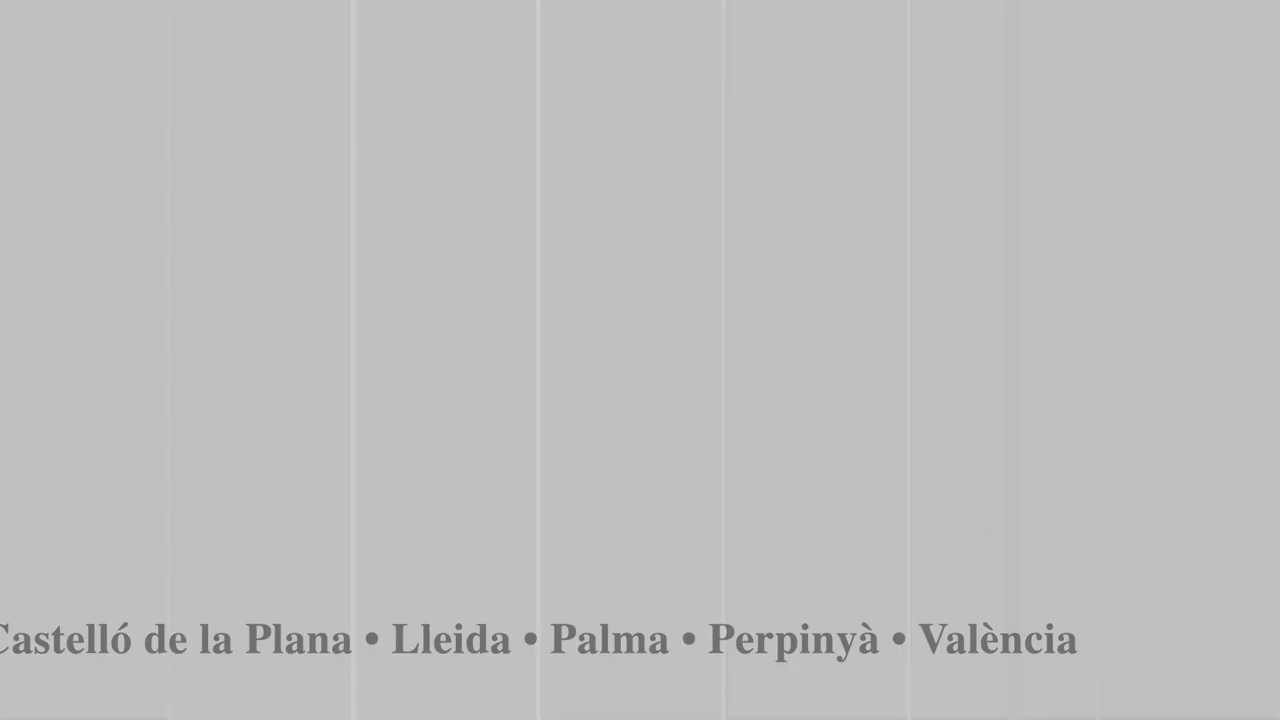 Castelló de la Plana • Lleida • Palma • Perpinyà • València